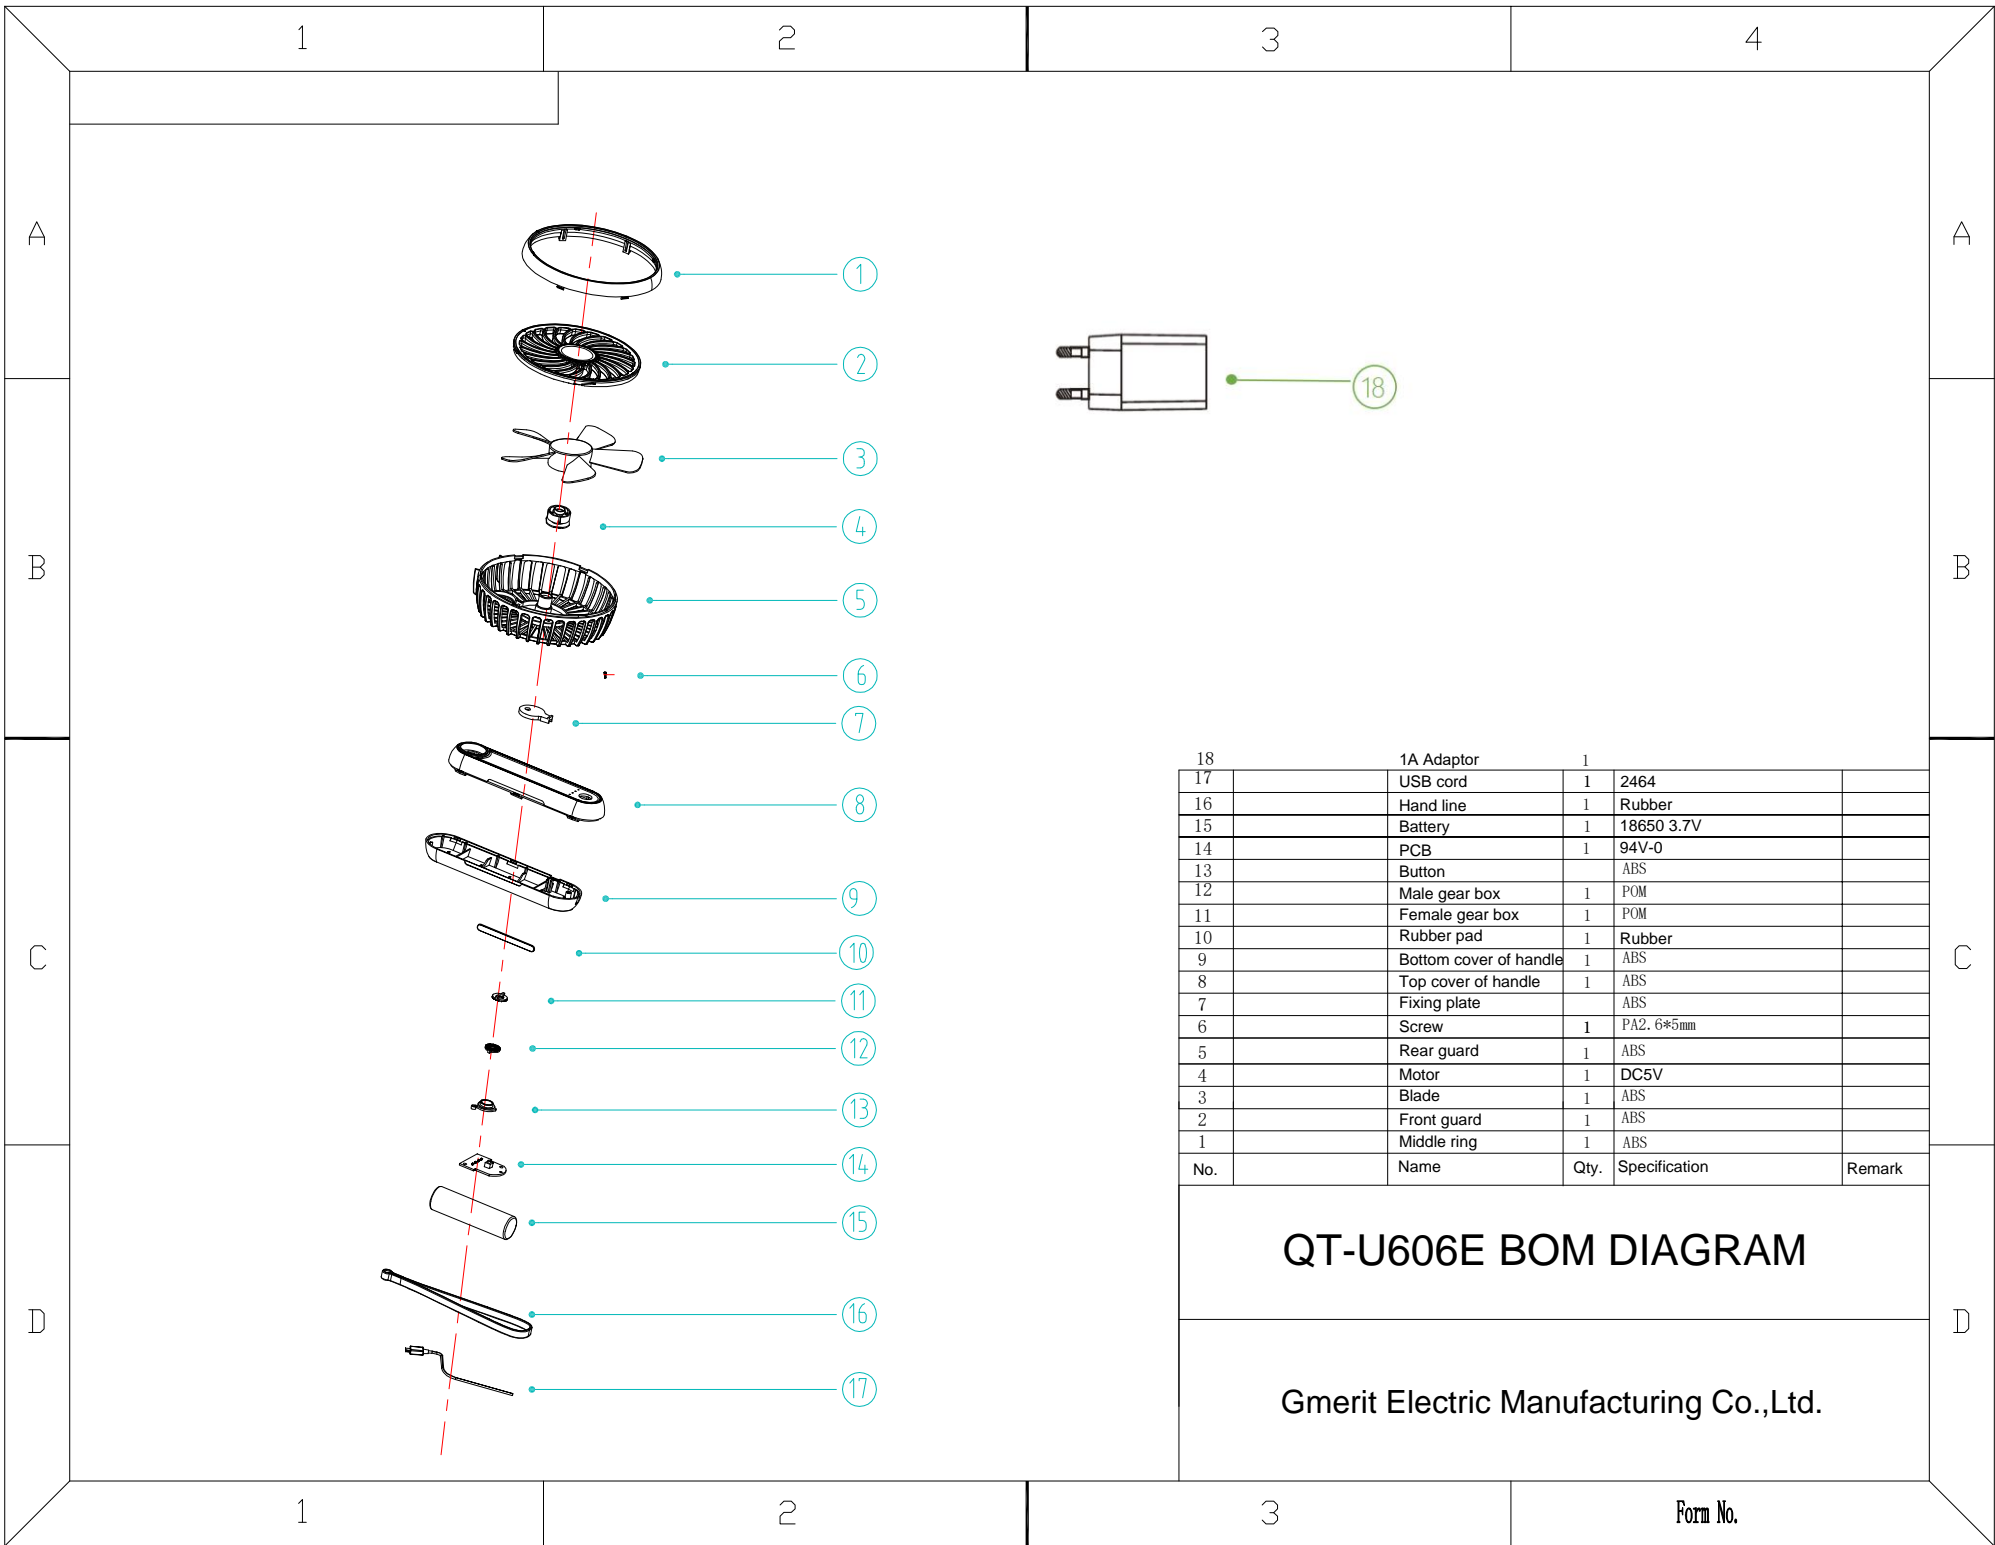 1 2 3 4
A A
B B
C C
D D
1
2
3
4
5
6
7
8
9
10
11
12
13
14
15
16
17
18
18 1A Adaptor 1
17 USB cord 1 2464
16 Hand line 1 Rubber
15 Battery 1 18650 3.7V
14 PCB 1 94V-0
13 Button ABS
12 Male gear box 1 POM
11 Female gear box 1 POM
10 Rubber pad 1 Rubber
9 Bottom cover of handle 1 ABS
8 Top cover of handle 1 ABS
7 Fixing plate ABS
6 Screw 1 PA2.6*5mm
5 Rear guard 1 ABS
4 Motor 1 DC5V
3 Blade 1 ABS
2 Front guard 1 ABS
1 Middle ring 1 ABS
No. Name Qty. Specification Remark
QT-U606E BOM DIAGRAM
Gmerit Electric Manufacturing Co.,Ltd.
1 2 3 Form No.